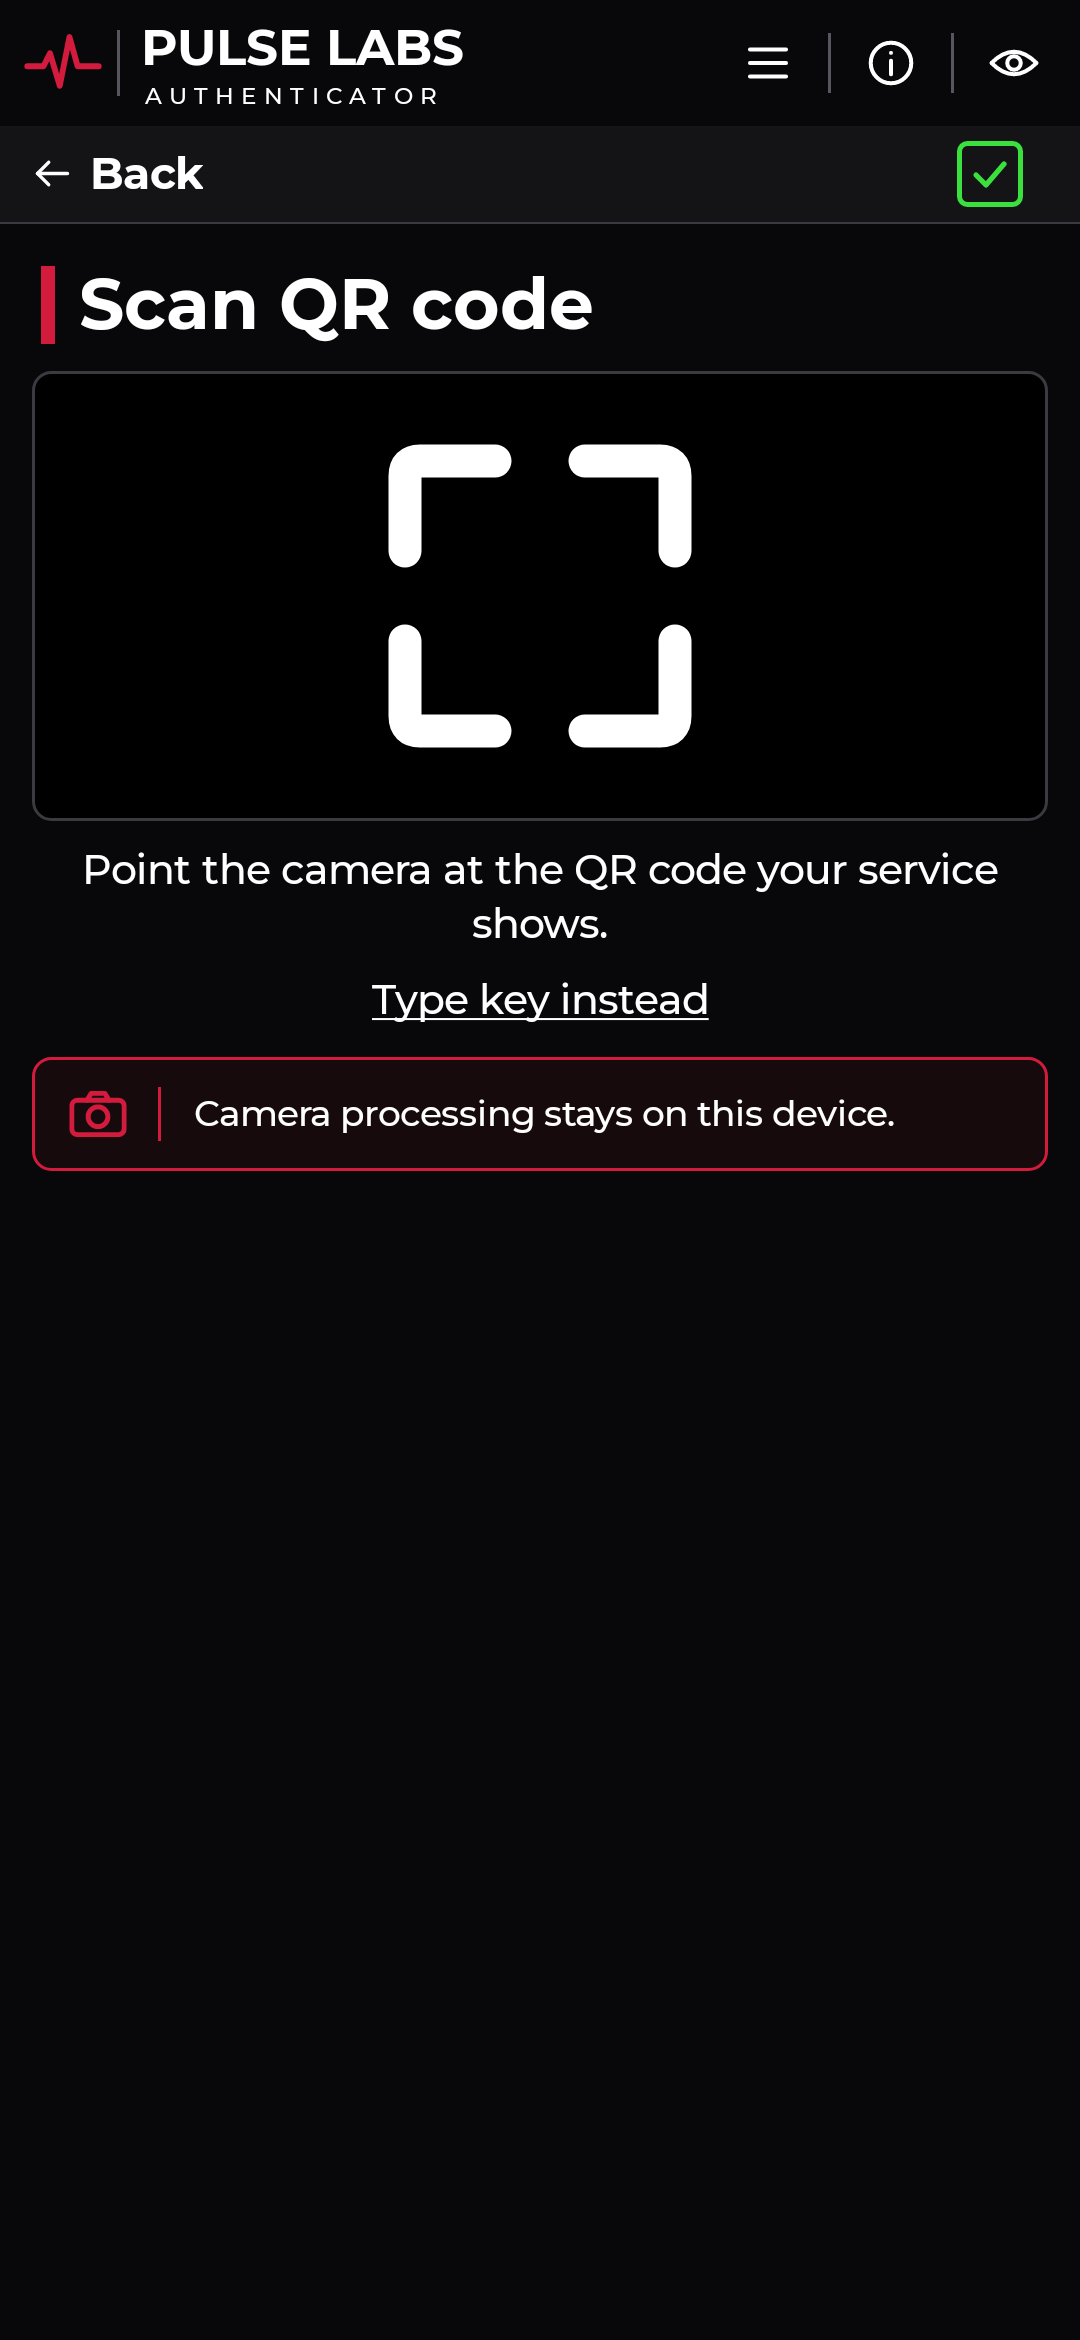 PULSE LABS
AUTHENTICATOR
Back
Scan QR code
Point the camera at the QR code your service
shows.
Type key instead
Camera processing stays on this device.